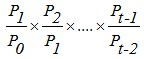 P₁/P₀ × P₂/P₁ × .... × Pₜ₋₁/Pₜ₋₂